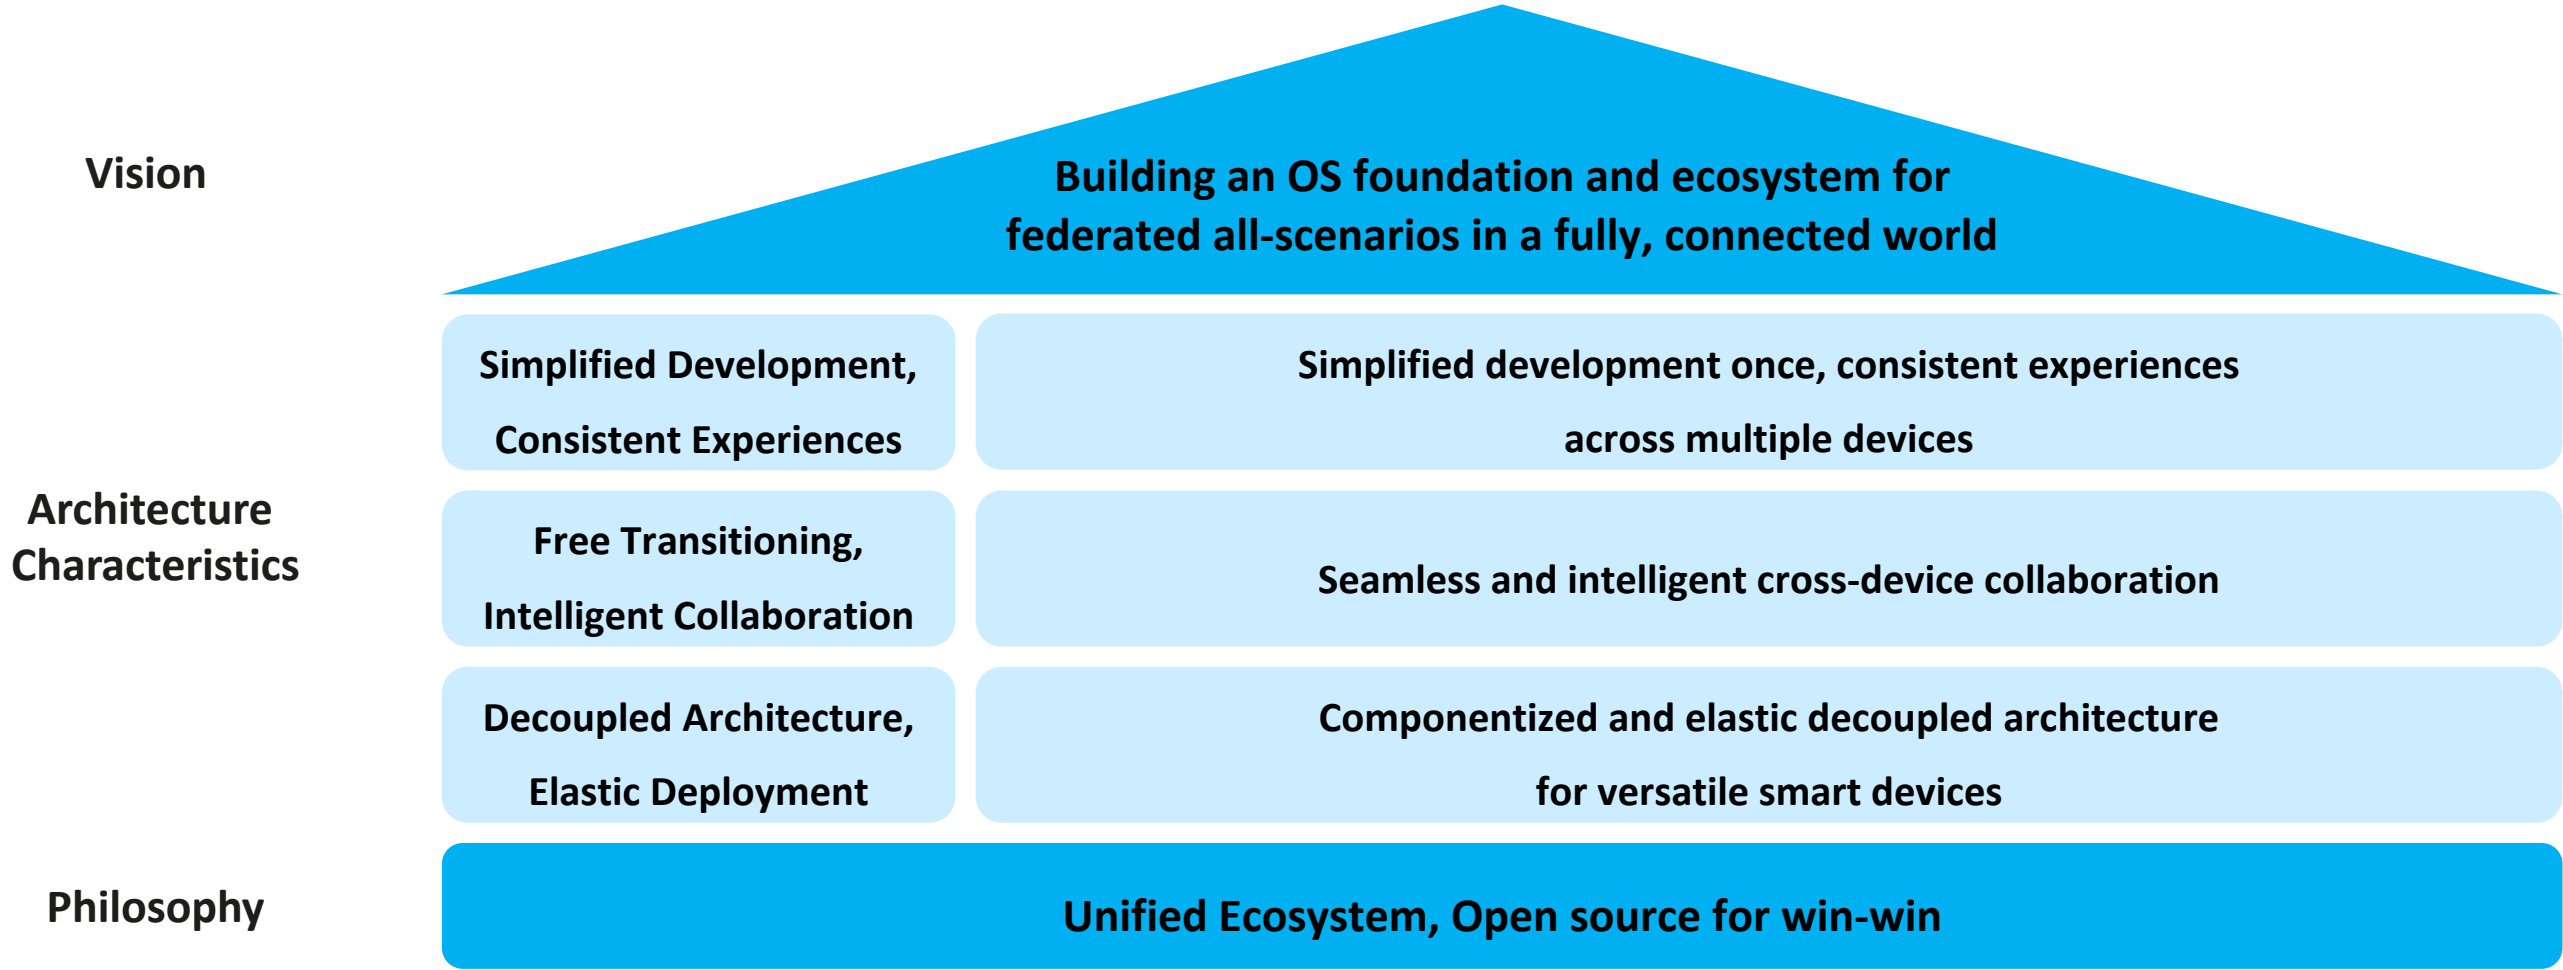 Vision
Building an OS foundation and ecosystem for
federated all-scenarios in a fully, connected world
Architecture
Characteristics
Simplified Development,
Consistent Experiences
Simplified development once, consistent experiences
across multiple devices
Free Transitioning,
Intelligent Collaboration
Seamless and intelligent cross-device collaboration
Decoupled Architecture,
Elastic Deployment
Componentized and elastic decoupled architecture
for versatile smart devices
Philosophy
Unified Ecosystem, Open source for win-win